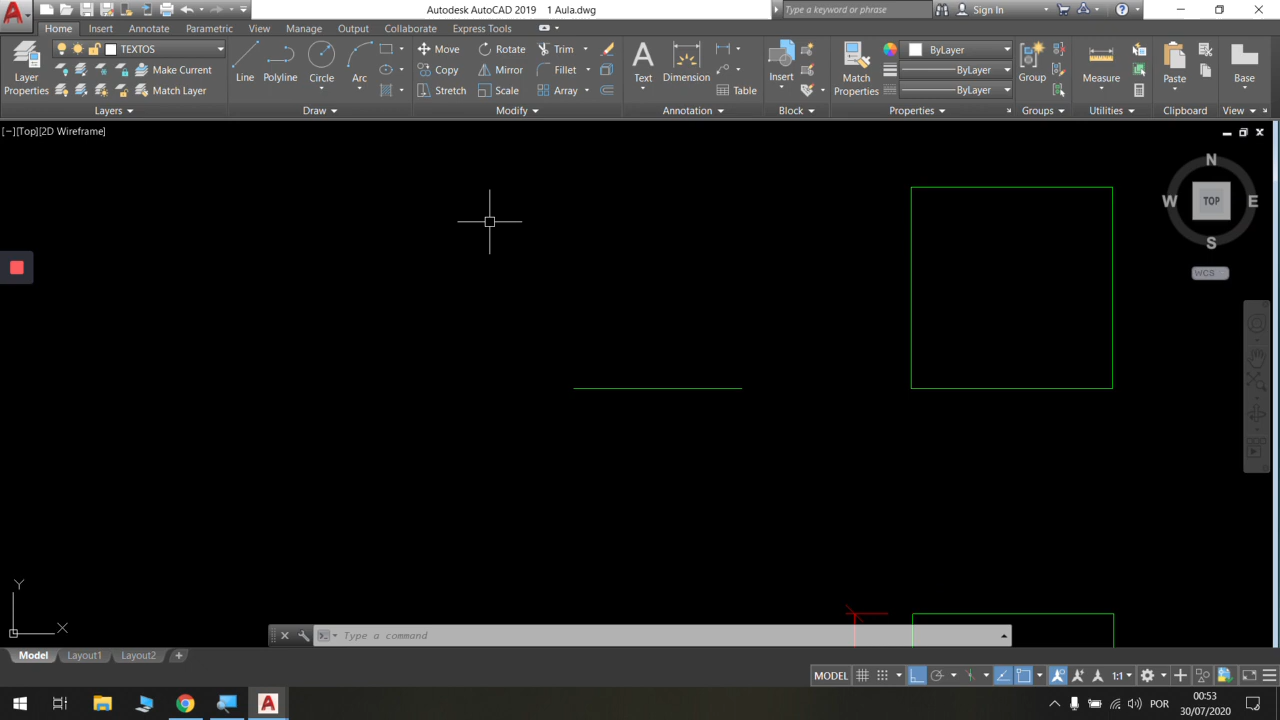 Autodesk AutoCAD 2019 1 Aula.dwg
Type a keyword or phrase
Sign In
Home Insert Annotate Parametric View Manage Output Collaborate Express Tools
Layer Properties
TEXTOS
Make Current
Match Layer
Layers
Line
Polyline
Circle
Arc
Draw
Move
Rotate
Trim
Copy
Mirror
Fillet
Stretch
Scale
Array
Modify
Text
Dimension
Table
Annotation
Insert
Block
Match Properties
ByLayer
ByLayer
ByLayer
Properties
Group
Groups
Measure
Utilities
Paste
Clipboard
Base
View
[−][Top][2D Wireframe]
N
W
TOP
E
S
WCS
Y
X
Type a command
Model Layout1 Layout2
MODEL
1:1
POR
00:53
30/07/2020